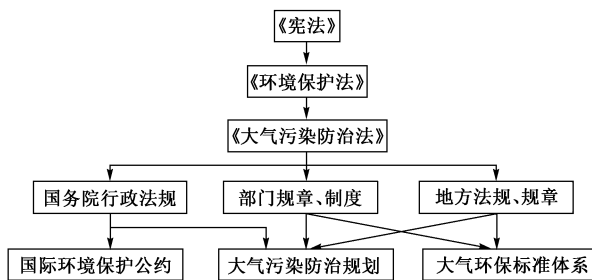 《宪法》
《环境保护法》
《大气污染防治法》
国务院行政法规
部门规章、制度
地方法规、规章
国际环境保护公约
大气污染防治规划
大气环保标准体系